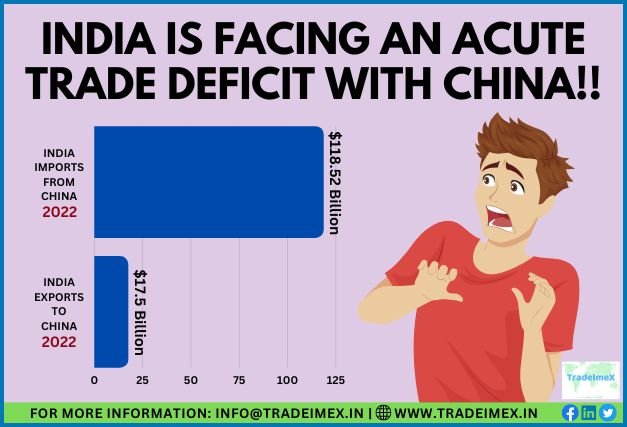 INDIA IS FACING AN ACUTE
TRADE DEFICIT WITH CHINA!!
INDIA
IMPORTS
FROM
CHINA
2022
$118.52 Billion
INDIA
EXPORTS
TO
CHINA
2022
$17.5 Billion
0 25 50 75 100 125
TradeImeX
FOR MORE INFORMATION: INFO@TRADEIMEX.IN | WWW.TRADEIMEX.IN